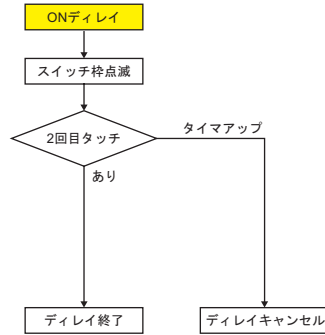 ONディレイ
スイッチ枠点滅
2回目タッチ
タイマアップ
あり
ディレイ終了
ディレイキャンセル